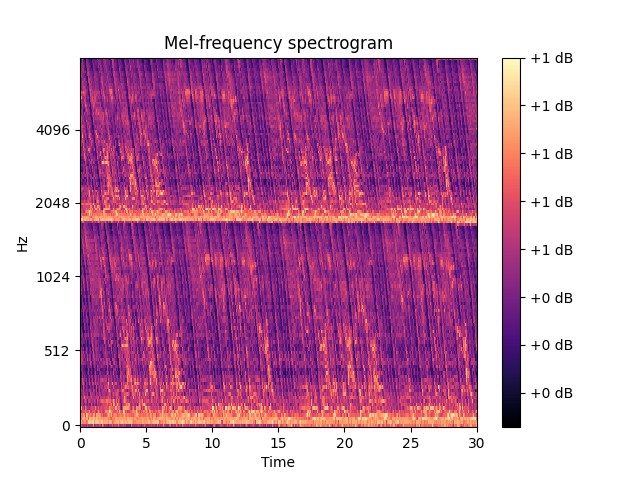 Mel-frequency spectrogram
Hz
4096
2048
1024
512
0
0 5 10 15 20 25 30
Time
+1 dB
+1 dB
+1 dB
+1 dB
+1 dB
+0 dB
+0 dB
+0 dB